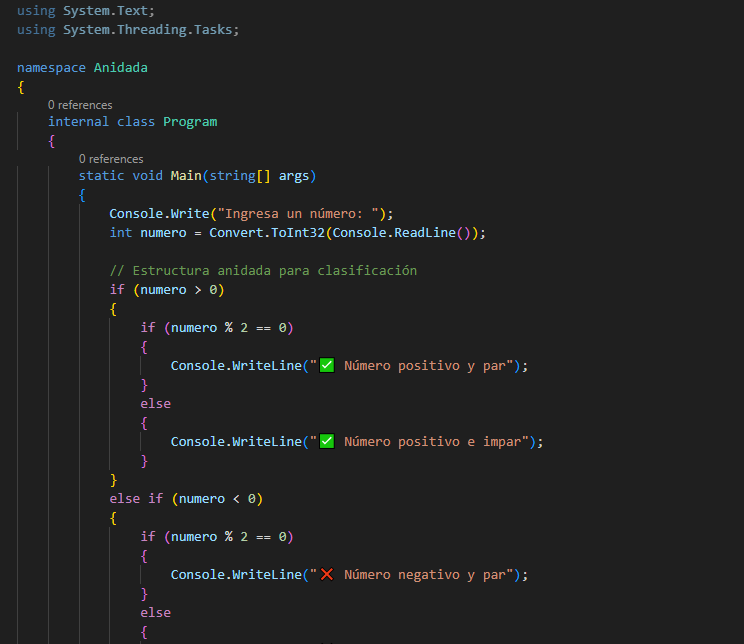 using System.Text;
using System.Threading.Tasks;
namespace Anidada
{
0 references
internal class Program
{
0 references
static void Main(string[] args)
{
Console.Write("Ingresa un número: ");
int numero = Convert.ToInt32(Console.ReadLine());
// Estructura anidada para clasificación
if (numero > 0)
{
if (numero % 2 == 0)
{
Console.WriteLine("✅ Número positivo y par");
}
else
{
Console.WriteLine("✅ Número positivo e impar");
}
}
else if (numero < 0)
{
if (numero % 2 == 0)
{
Console.WriteLine("❌ Número negativo y par");
}
else
{